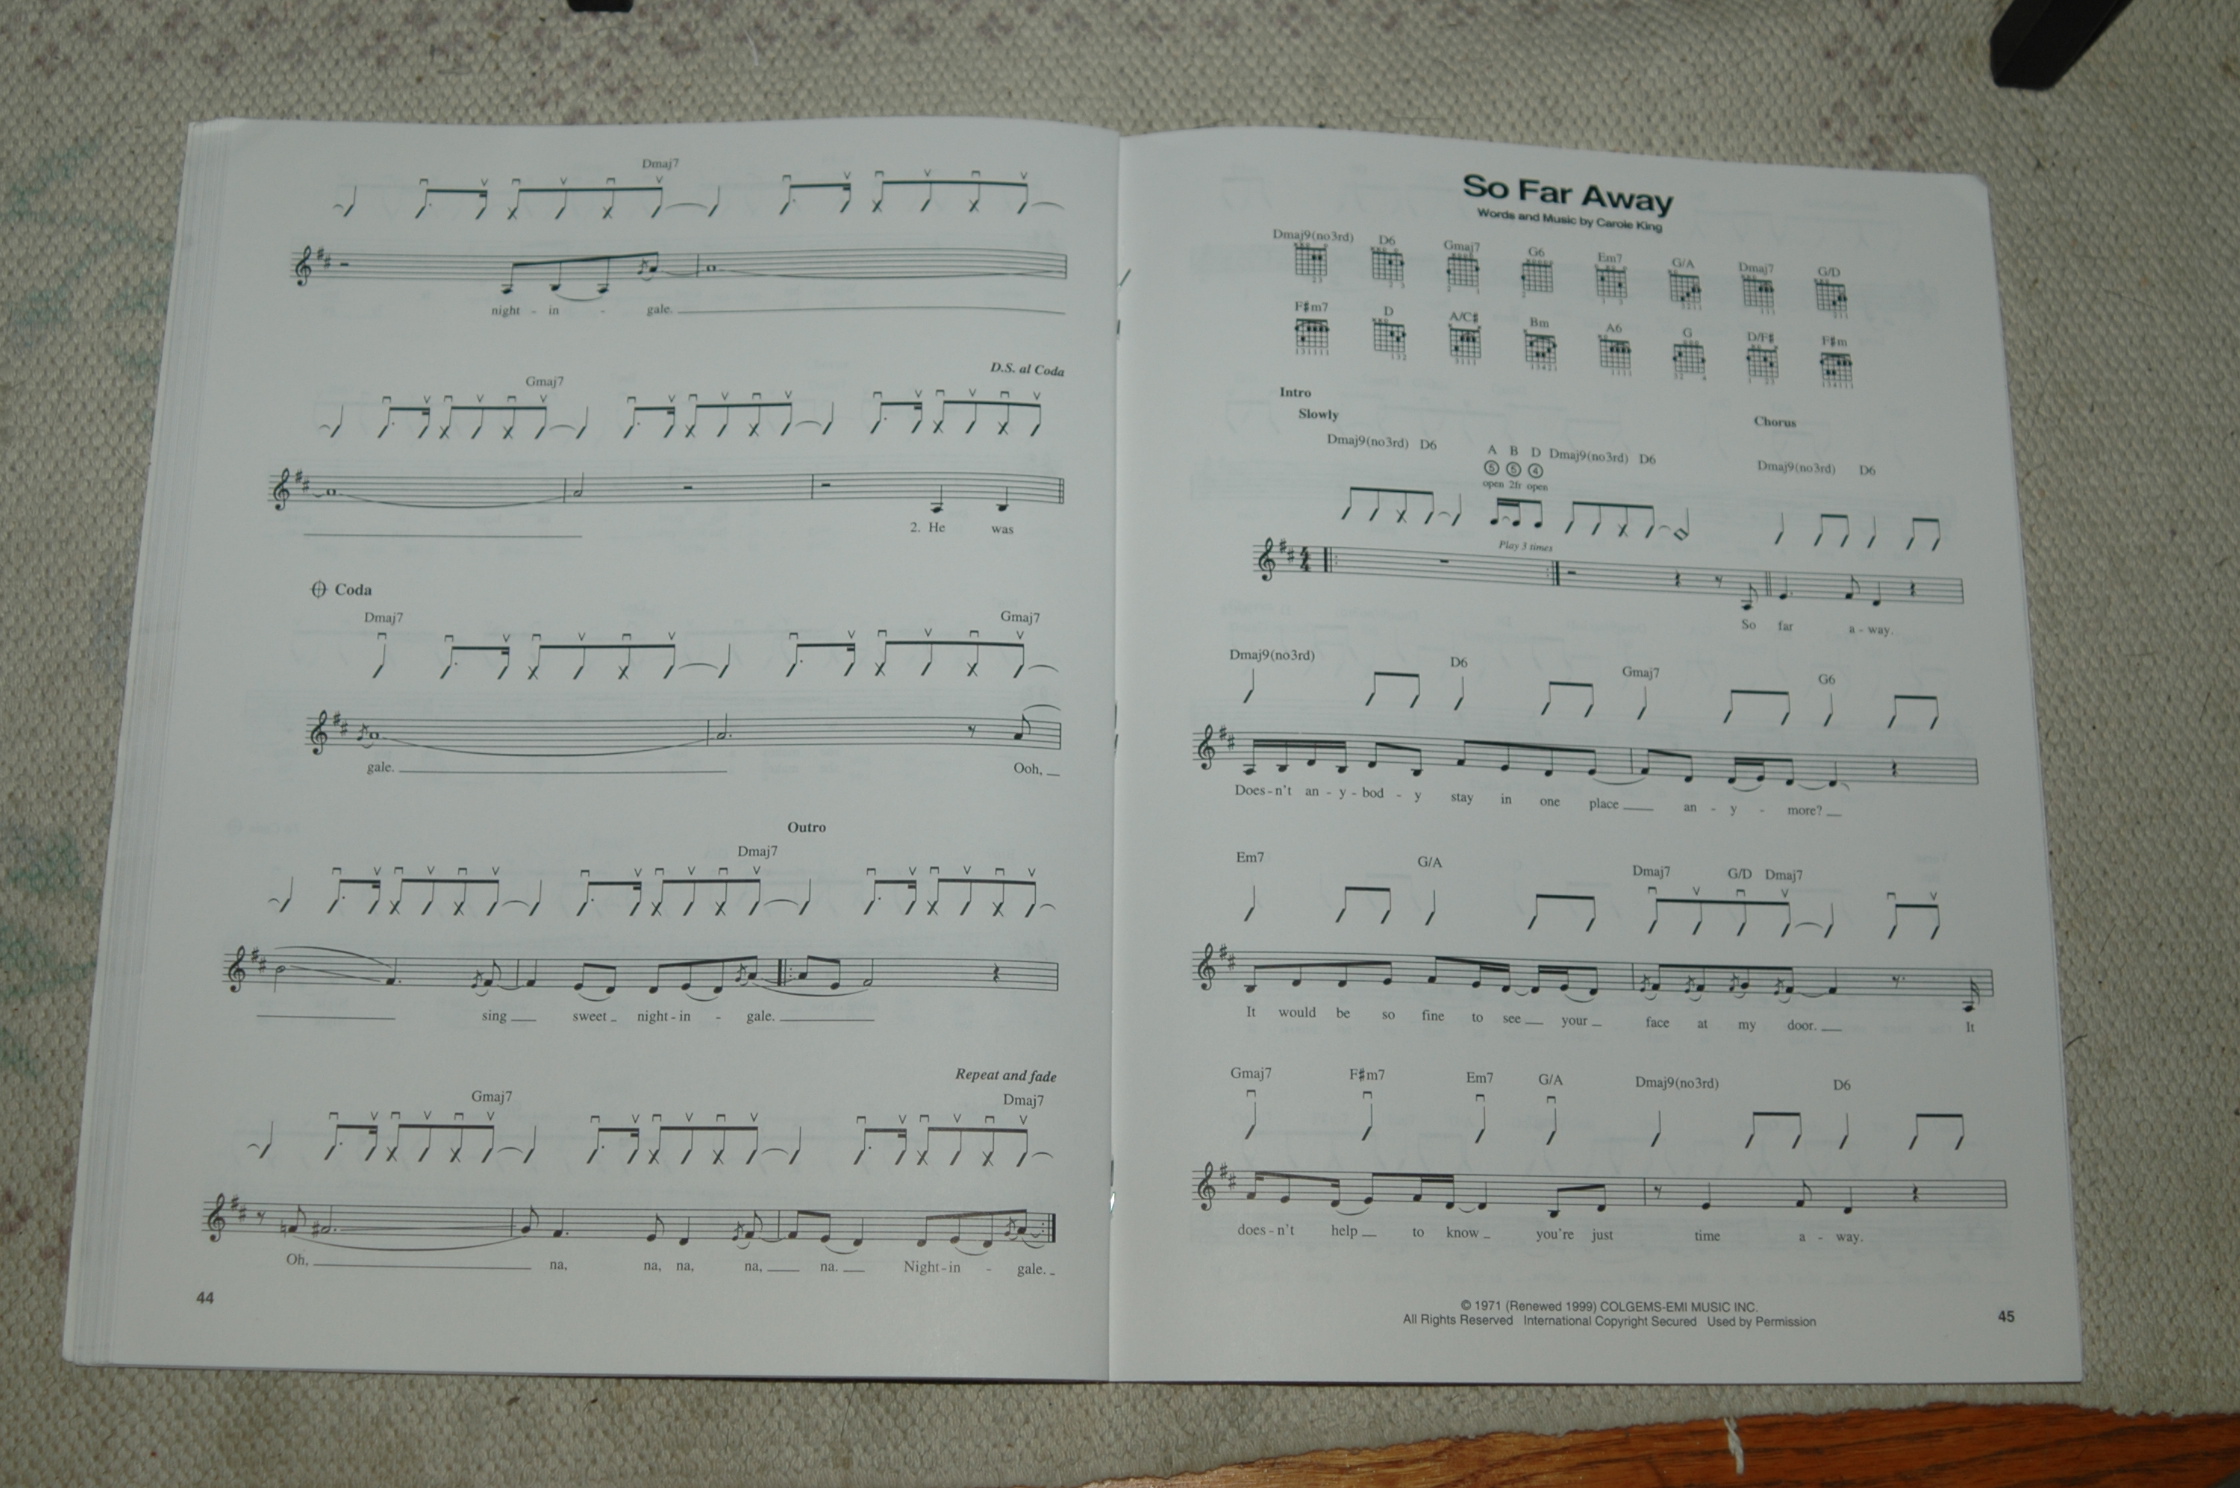 Dmaj7
night - in - gale.
D.S. al Coda
Gmaj7
2. He was
Coda
Dmaj7 Gmaj7
gale. Ooh,
Outro
Dmaj7
sing sweet night - in - gale.
Repeat and fade
Gmaj7 Dmaj7
Oh, na, na, na, na, na. Night - in - gale.
44
So Far Away
Words and Music by Carole King
Dmaj9(no3rd) D6 Gmaj7 G6 Em7 G/A Dmaj7 G/D
F♯m7 D A/C♯ Bm A6 G D/F♯ F♯m
Intro
Slowly
Chorus
Dmaj9(no3rd) D6 A B D Dmaj9(no3rd) D6 Dmaj9(no3rd) D6
5 5 4
open 2fr open
Play 3 times
4
4
So far a - way.
Dmaj9(no3rd) D6 Gmaj7 G6
Does - n't an - y - bod - y stay in one place an - y - more?
Em7 G/A Dmaj7 G/D Dmaj7
It would be so fine to see your face at my door. It
Gmaj7 F♯m7 Em7 G/A Dmaj9(no3rd) D6
does - n't help to know you're just time a - way.
© 1971 (Renewed 1999) COLGEMS-EMI MUSIC INC.
All Rights Reserved International Copyright Secured Used by Permission
45